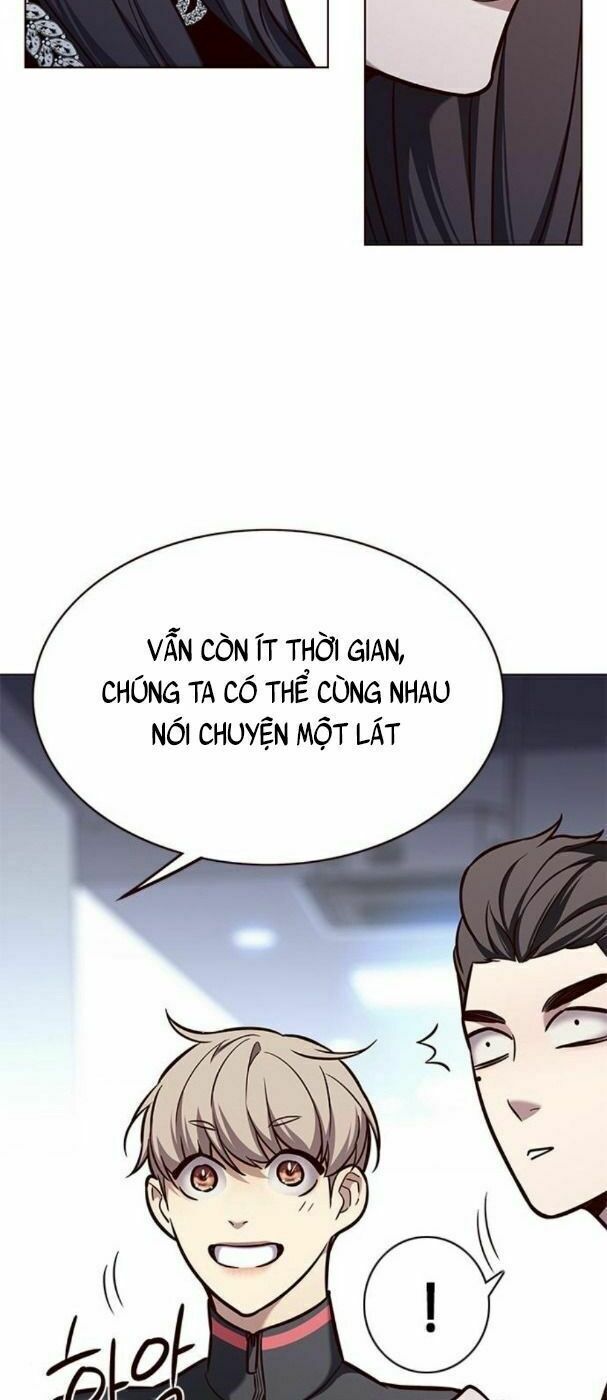 VẪN CÒN ÍT THỜI GIAN,
CHÚNG TA CÓ THỂ CÙNG NHAU
NÓI CHUYỆN MỘT LÁT
!